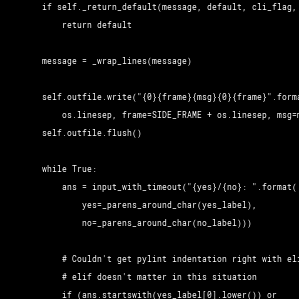 if self._return_default(message, default, cli_flag,
return default
message = _wrap_lines(message)
self.outfile.write("{0}{frame}{msg}{0}{frame}".forma
os.linesep, frame=SIDE_FRAME + os.linesep, msg=m
self.outfile.flush()
while True:
ans = input_with_timeout("{yes}/{no}: ".format(
yes=_parens_around_char(yes_label),
no=_parens_around_char(no_label)))
# Couldn't get pylint indentation right with eli
# elif doesn't matter in this situation
if (ans.startswith(yes_label[0].lower()) or